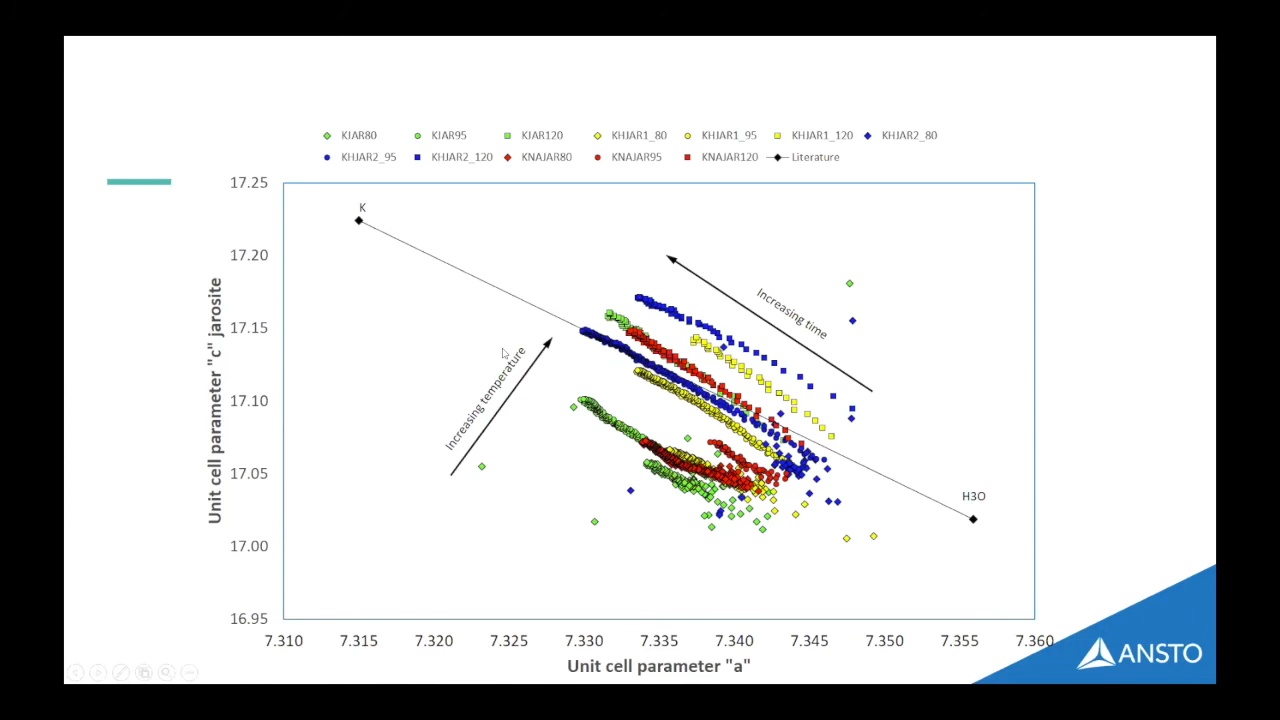 KJAR80 KJAR95 KJAR120 KHJAR1_80 KHJAR1_95 KHJAR1_120 KHJAR2_80
KHJAR2_95 KHJAR2_120 KNAJAR80 KNAJAR95 KNAJAR120 Literature
17.25
K
17.20
Increasing time
17.15
Increasing temperature
17.10
17.05
H3O
17.00
16.95
Unit cell parameter "c" jarosite
7.310 7.315 7.320 7.325 7.330 7.335 7.340 7.345 7.350 7.355 7.360
Unit cell parameter "a"
ANSTO